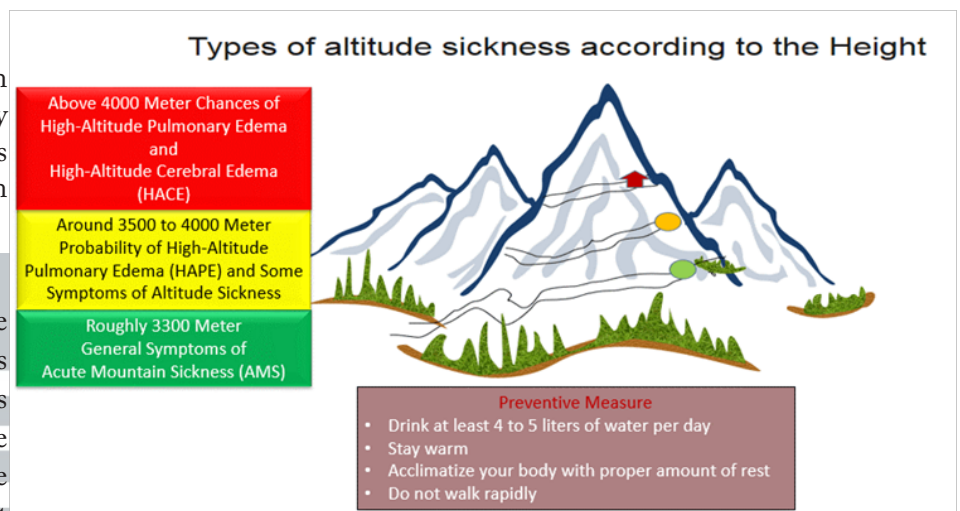 Types of altitude sickness according to the Height
Above 4000 Meter Chances of
High-Altitude Pulmonary Edema
and
High-Altitude Cerebral Edema
(HACE)
Around 3500 to 4000 Meter
Probability of High-Altitude
Pulmonary Edema (HAPE) and Some
Symptoms of Altitude Sickness
Roughly 3300 Meter
General Symptoms of
Acute Mountain Sickness (AMS)
Preventive Measure
• Drink at least 4 to 5 liters of water per day
• Stay warm
• Acclimatize your body with proper amount of rest
• Do not walk rapidly